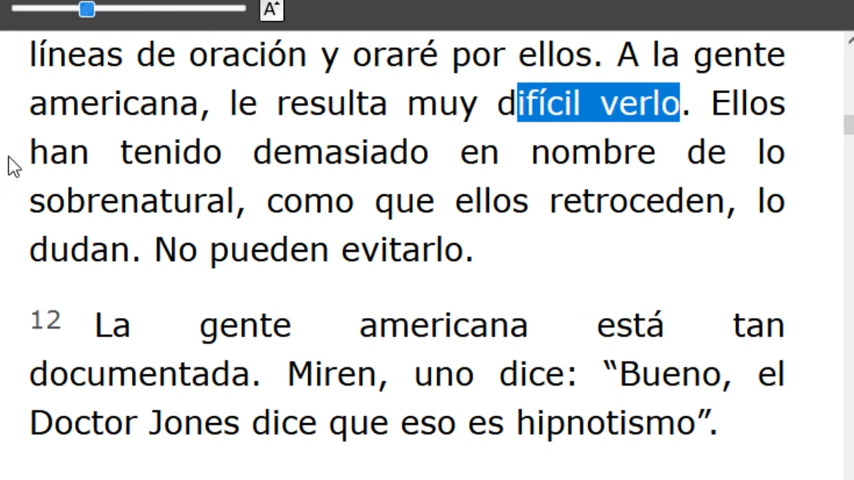 A
líneas de oración y oraré por ellos. A la gente
americana, le resulta muy difícil verlo. Ellos
han tenido demasiado en nombre de lo
sobrenatural, como que ellos retroceden, lo
dudan. No pueden evitarlo.
12 La gente americana está tan
documentada. Miren, uno dice: “Bueno, el
Doctor Jones dice que eso es hipnotismo”.